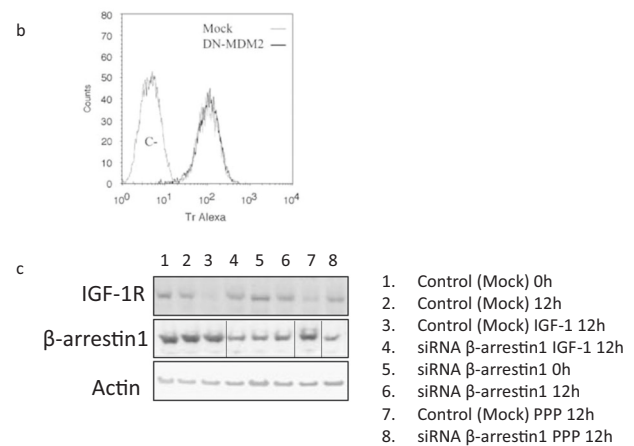 b
80
70
60
50
40
30
20
10
0
Counts
Mock
DN-MDM2
C-
10⁰ 10¹ 10² 10³ 10⁴
Tr Alexa
c
1 2 3 4 5 6 7 8
IGF-1R
β-arrestin1
Actin
1. Control (Mock) 0h
2. Control (Mock) 12h
3. Control (Mock) IGF-1 12h
4. siRNA β-arrestin1 IGF-1 12h
5. siRNA β-arrestin1 0h
6. siRNA β-arrestin1 12h
7. Control (Mock) PPP 12h
8. siRNA β-arrestin1 PPP 12h